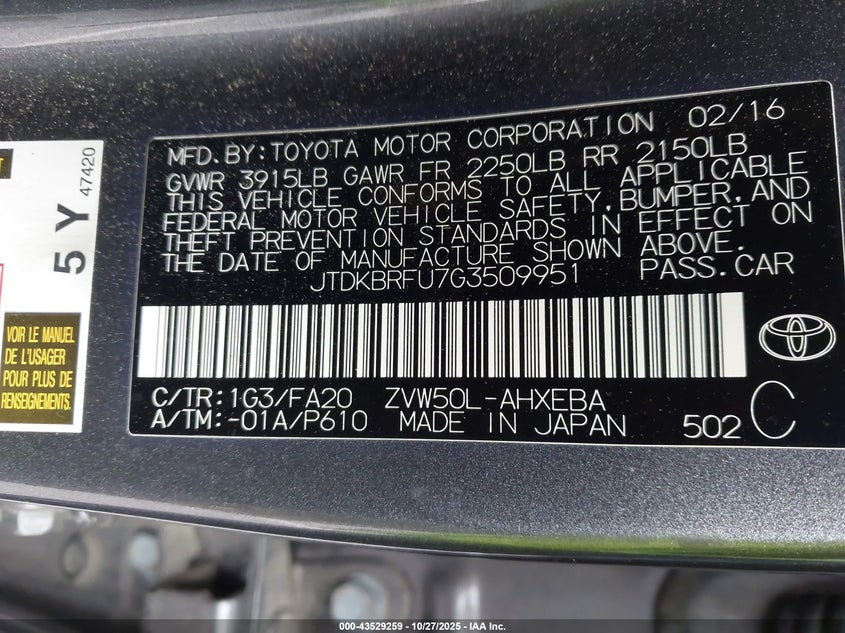 5 Y
47420
VOIR LE MANUEL
DE L'USAGER
POUR PLUS DE
RENSEIGNEMENTS.
MFD. BY: TOYOTA MOTOR CORPORATION 02/16
GVWR 3915LB GAWR FR 2250LB RR 2150LB
THIS VEHICLE CONFORMS TO ALL APPLICABLE
FEDERAL MOTOR VEHICLE SAFETY, BUMPER, AND
THEFT PREVENTION STANDARDS IN EFFECT ON
THE DATE OF MANUFACTURE SHOWN ABOVE.
JTDKBRFU7G3509951 PASS.CAR
C/TR: 1G3/FA20 ZVW50L-AHXEBA
A/TM: -01A/P610 MADE IN JAPAN 502 C
000-43529259 | 10/27/2025 | IAA Inc.